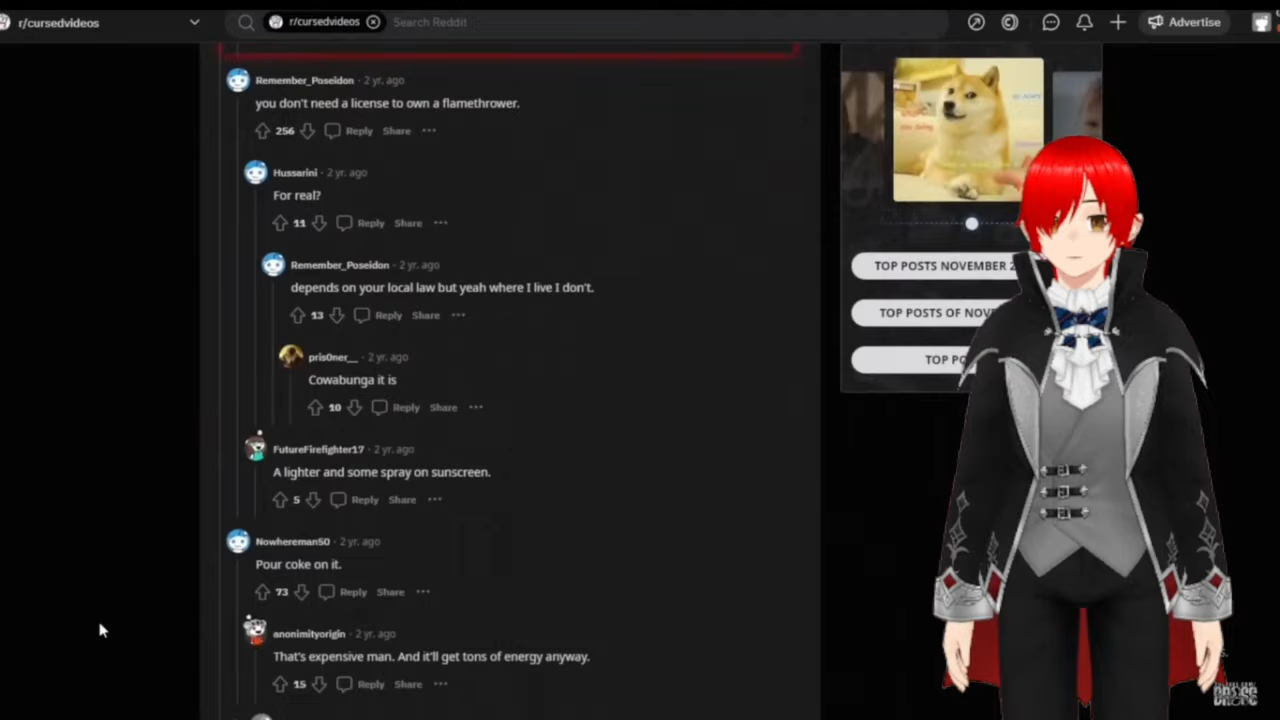 r/cursedvideos
r/cursedvideos
Search Reddit
Advertise
Remember_Poseidon · 2 yr. ago
you don't need a license to own a flamethrower.
256 Reply Share ···
Hussarini · 2 yr. ago
For real?
11 Reply Share ···
Remember_Poseidon · 2 yr. ago
depends on your local law but yeah where I live I don't.
13 Reply Share ···
pris0ner__ · 2 yr. ago
Cowabunga it is
10 Reply Share ···
FutureFirefighter17 · 2 yr. ago
A lighter and some spray on sunscreen.
5 Reply Share ···
Nowhereman50 · 2 yr. ago
Pour coke on it.
73 Reply Share ···
anonimityorigin · 2 yr. ago
That's expensive man. And it'll get tons of energy anyway.
15 Reply Share ···
TOP POSTS NOVEMBER 2
TOP POSTS OF NOV
TOP PO